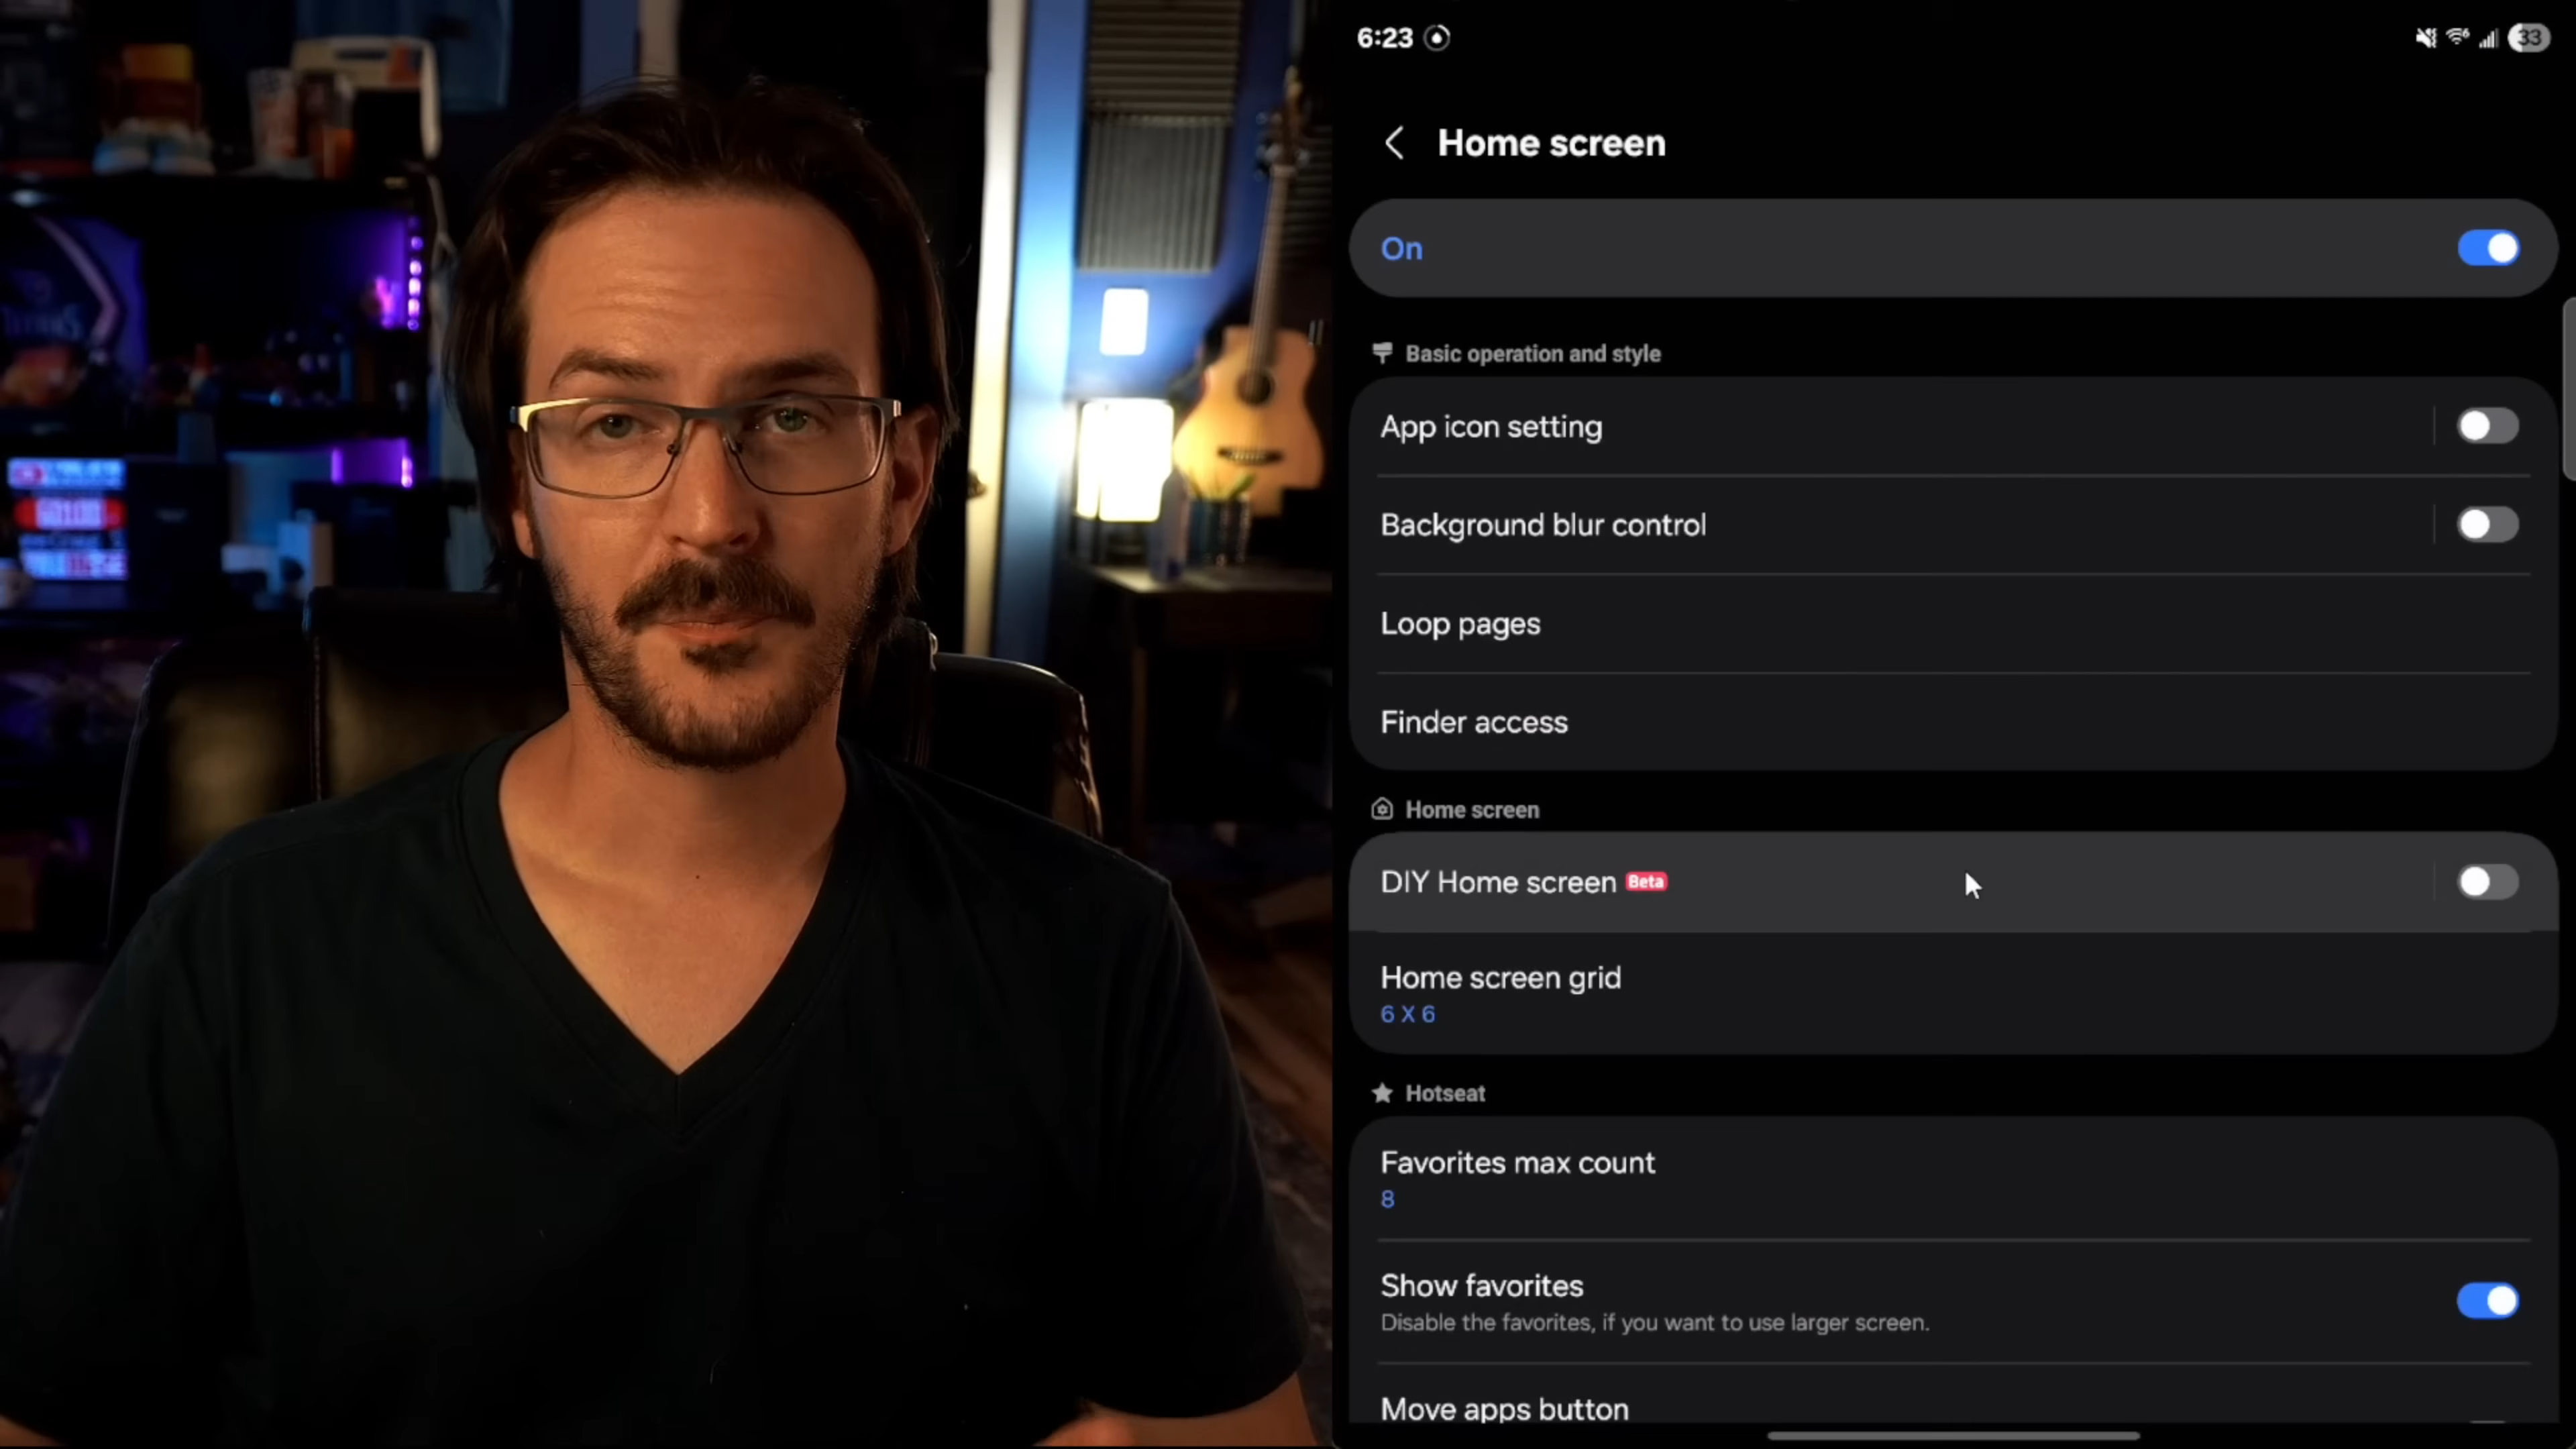 6:23
33
Home screen
On
Basic operation and style
App icon setting
Background blur control
Loop pages
Finder access
Home screen
DIY Home screen Beta
Home screen grid
6 X 6
Hotseat
Favorites max count
8
Show favorites
Disable the favorites, if you want to use larger screen.
Move apps button